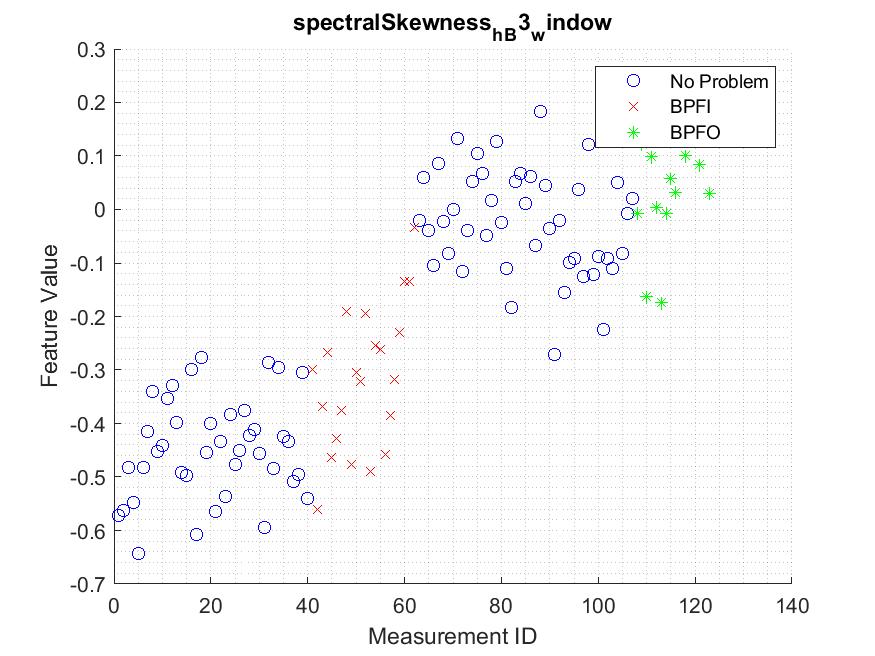 spectralSkewness_hB3_window
0.3
0.2
0.1
0
-0.1
-0.2
-0.3
-0.4
-0.5
-0.6
-0.7
Feature Value
No Problem
BPFI
BPFO
0 20 40 60 80 100 120 140
Measurement ID